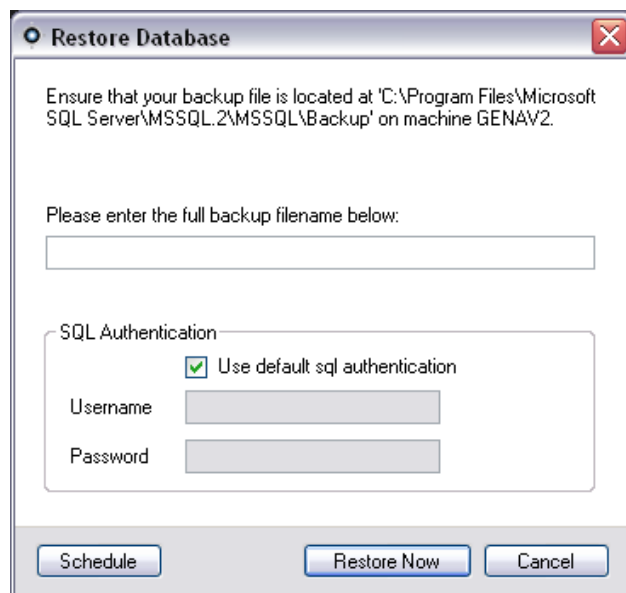 Restore Database
Ensure that your backup file is located at 'C:\Program Files\Microsoft
SQL Server\MSSQL.2\MSSQL\Backup' on machine GENAV2.
Please enter the full backup filename below:
SQL Authentication
Use default sql authentication
Username
Password
Schedule
Restore Now
Cancel